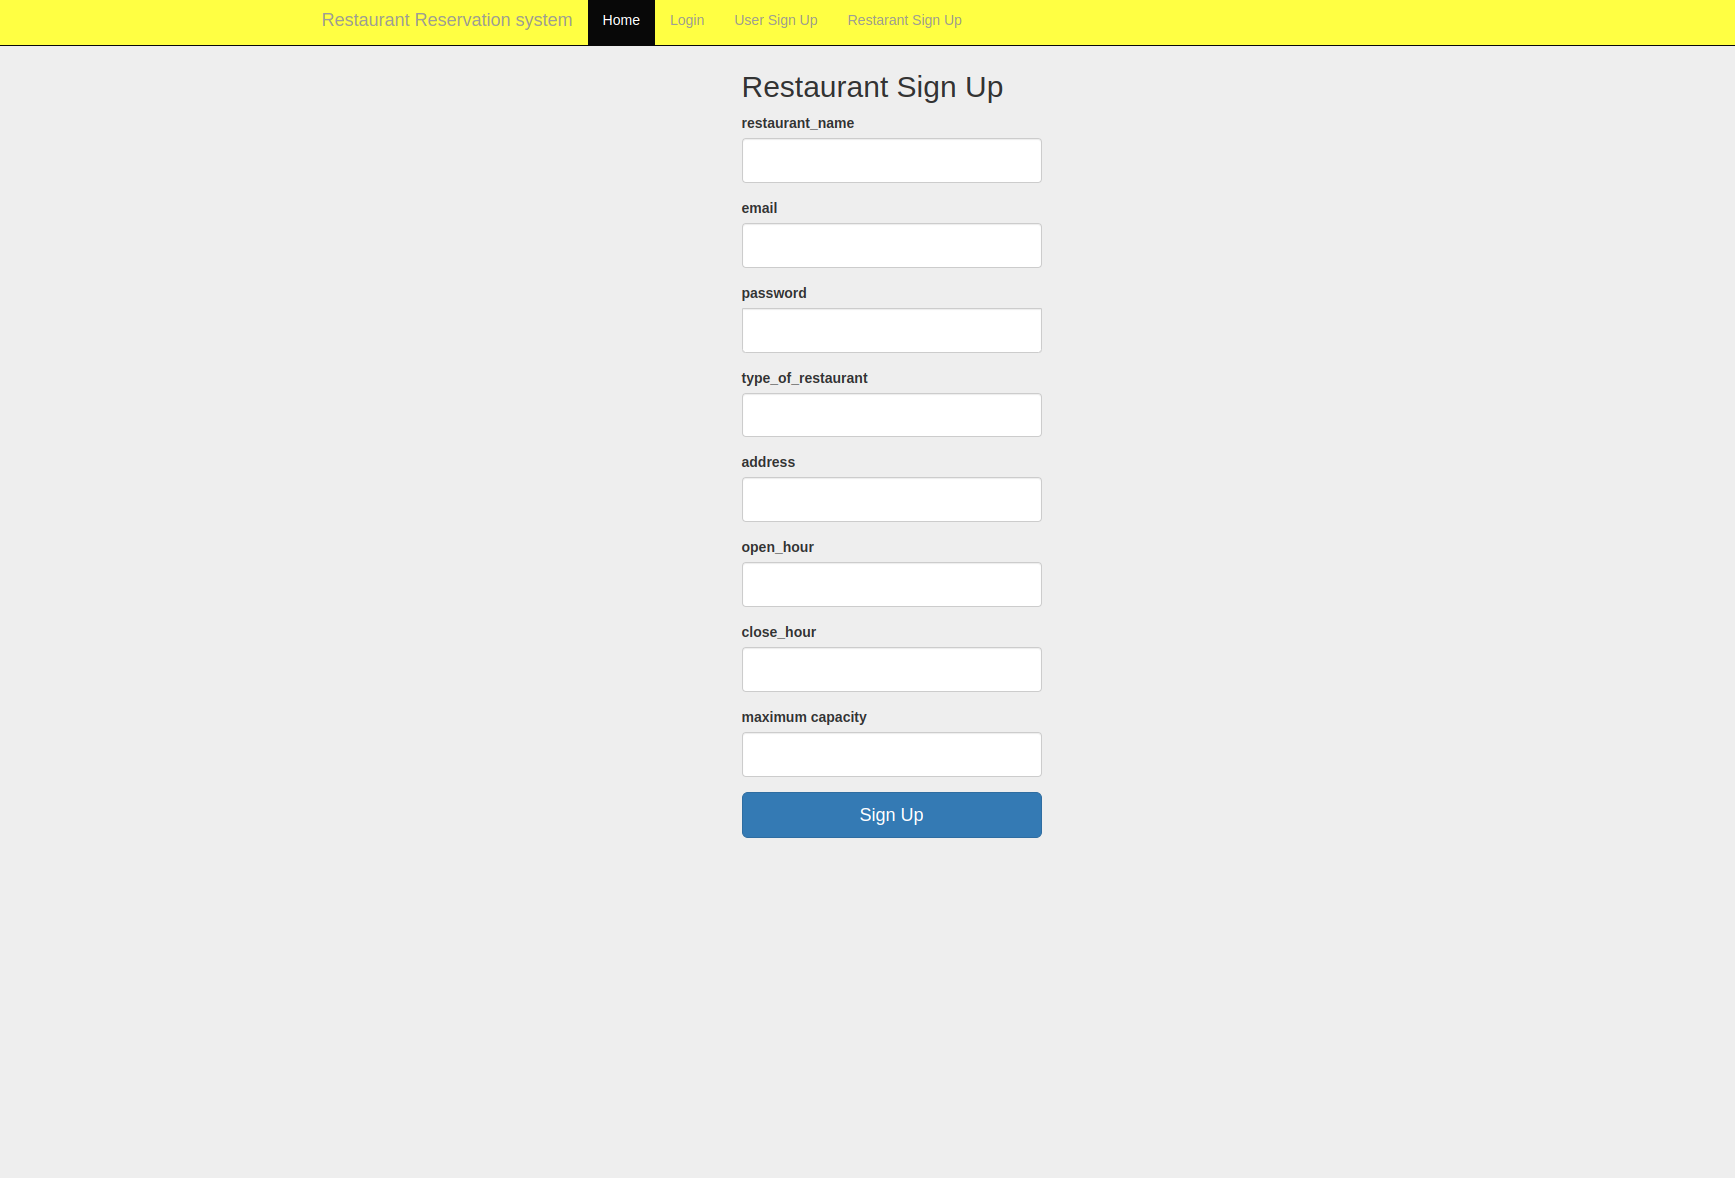 Restaurant Reservation system Home Login User Sign Up Restarant Sign Up
Restaurant Sign Up
restaurant_name
email
password
type_of_restaurant
address
open_hour
close_hour
maximum capacity
Sign Up